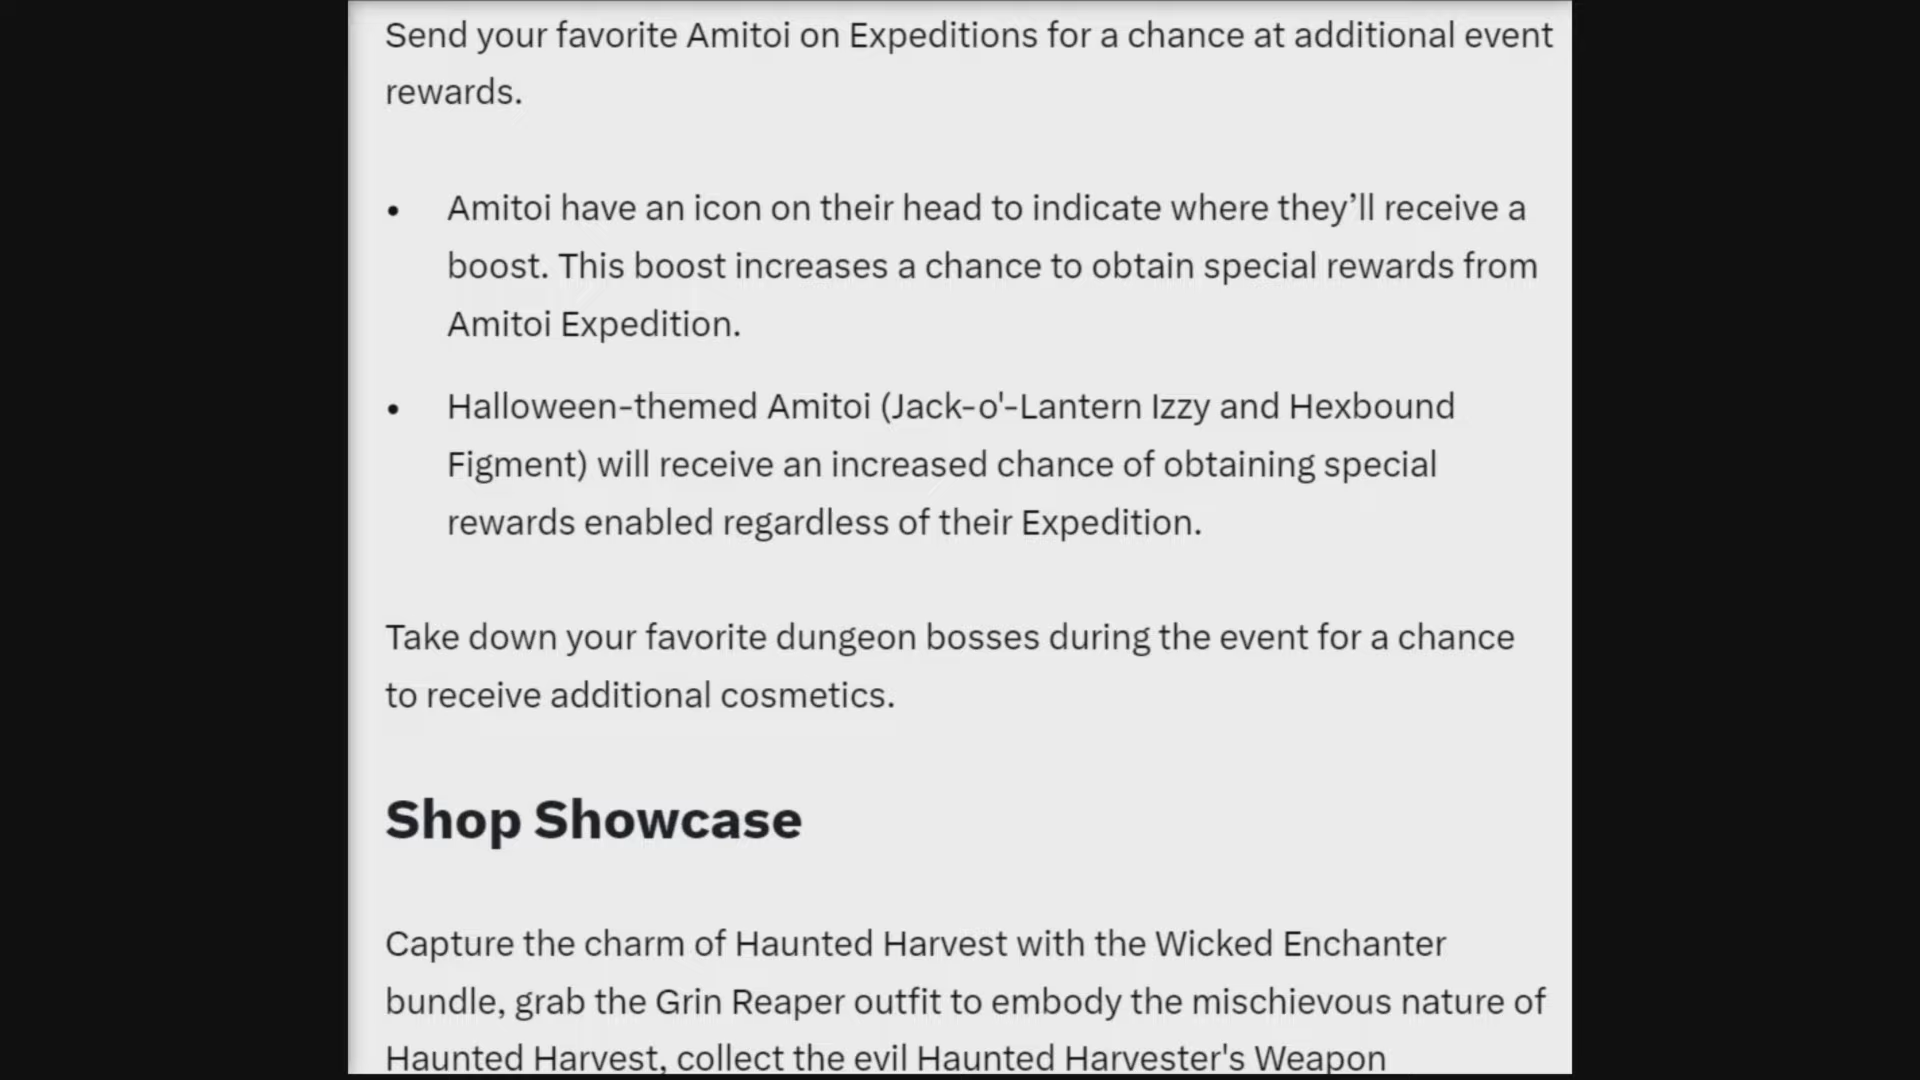 Send your favorite Amitoi on Expeditions for a chance at additional event
rewards.
• Amitoi have an icon on their head to indicate where they’ll receive a
boost. This boost increases a chance to obtain special rewards from
Amitoi Expedition.
• Halloween-themed Amitoi (Jack-o'-Lantern Izzy and Hexbound
Figment) will receive an increased chance of obtaining special
rewards enabled regardless of their Expedition.
Take down your favorite dungeon bosses during the event for a chance
to receive additional cosmetics.
Shop Showcase
Capture the charm of Haunted Harvest with the Wicked Enchanter
bundle, grab the Grin Reaper outfit to embody the mischievous nature of
Haunted Harvest, collect the evil Haunted Harvester's Weapon